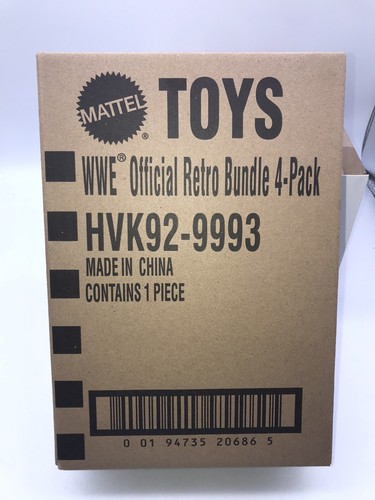 MATTEL ® TOYS
WWE® Official Retro Bundle 4-Pack
HVK92-9993
MADE IN CHINA
CONTAINS 1 PIECE
0 01 94735 20686 5